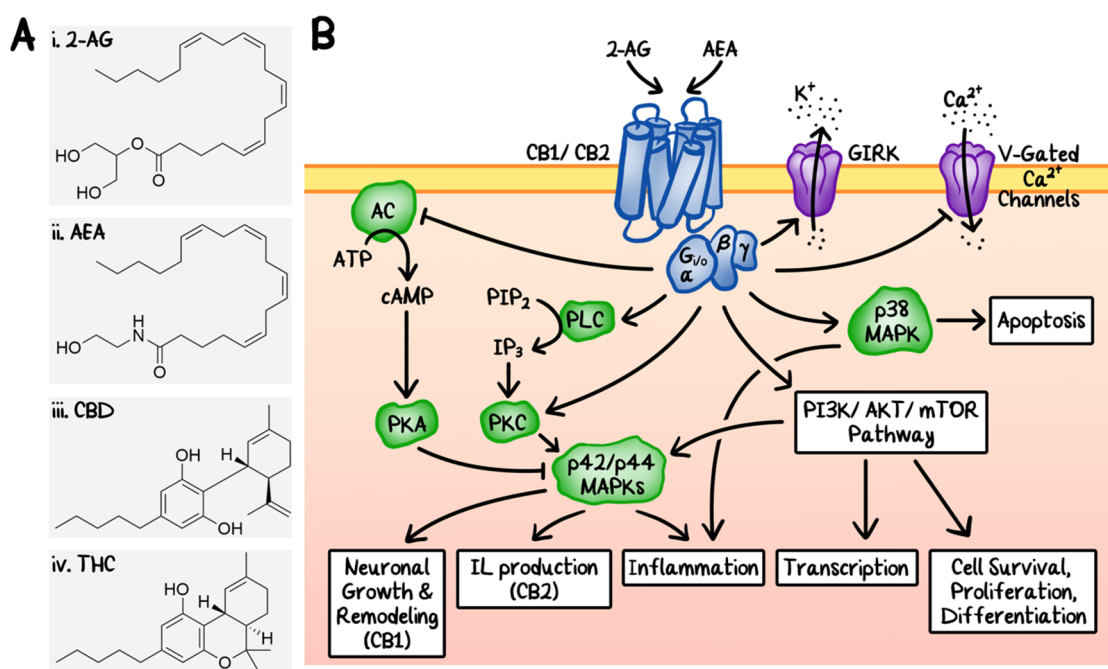 A
i. 2-AG
HO
HO
O
O
ii. AEA
HO
H
N
O
iii. CBD
OH
H
H
OH
iv. THC
HO
H
H
O
B
2-AG
AEA
CB1/ CB2
K⁺
GIRK
Ca²⁺
V-Gated
Ca²⁺
Channels
AC
ATP
cAMP
Gi/o
α
β
γ
PIP₂
PLC
IP₃
PKA
PKC
p42/p44
MAPKs
p38
MAPK
Apoptosis
PI3K/ AKT/ mTOR
Pathway
Neuronal
Growth &
Remodeling
(CB1)
IL production
(CB2)
Inflammation
Transcription
Cell Survival,
Proliferation,
Differentiation